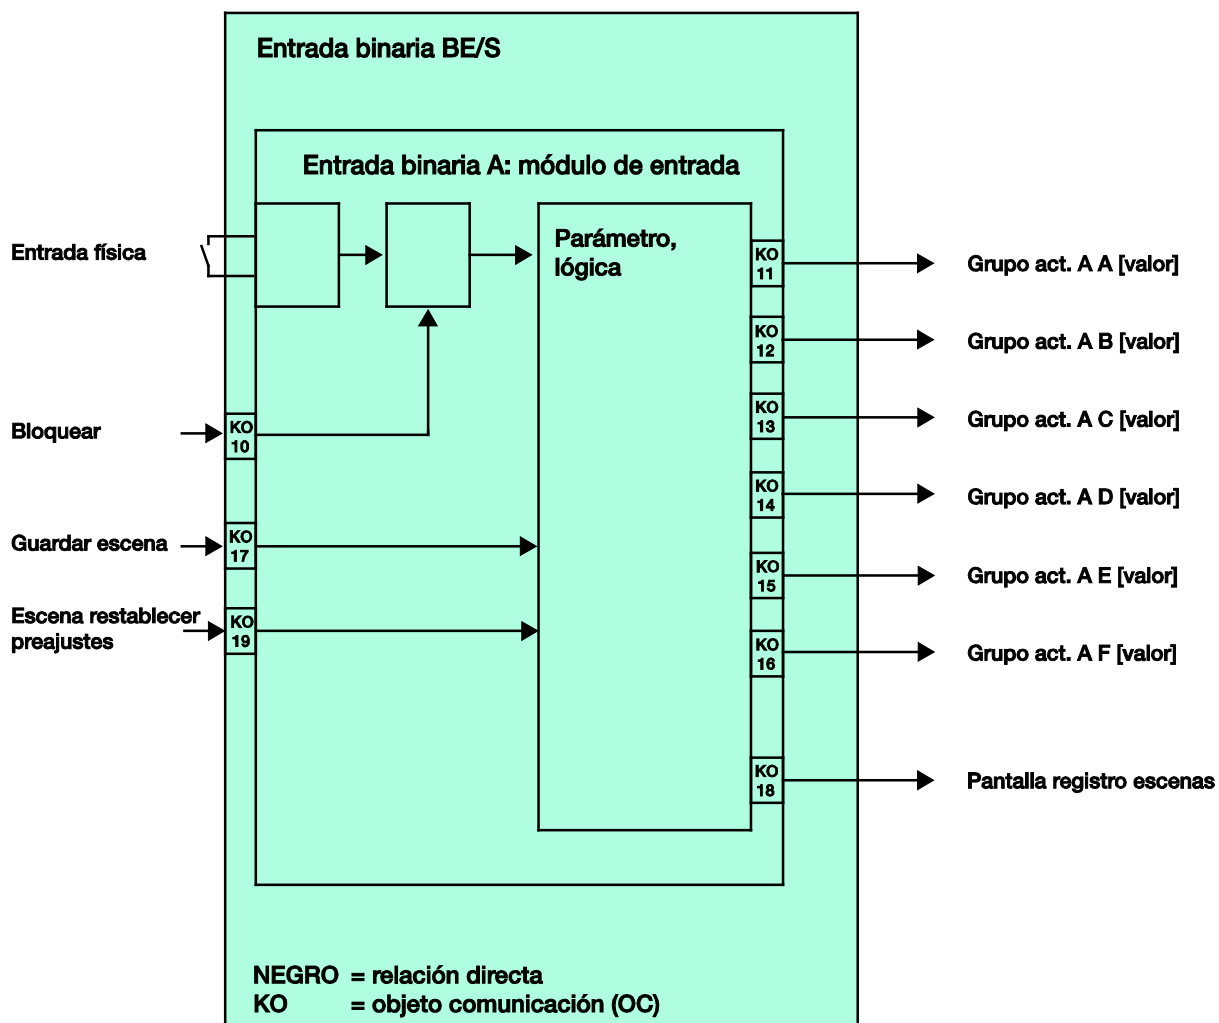 Entrada binaria BE/S
Entrada binaria A: módulo de entrada
Entrada física
Parámetro,
lógica
KO
11
Grupo act. A A [valor]
KO
12
Grupo act. A B [valor]
KO
13
Grupo act. A C [valor]
Bloquear
KO
10
KO
14
Grupo act. A D [valor]
Guardar escena
KO
17
KO
15
Grupo act. A E [valor]
Escena restablecer
preajustes
KO
19
KO
16
Grupo act. A F [valor]
KO
18
Pantalla registro escenas
NEGRO = relación directa
KO = objeto comunicación (OC)